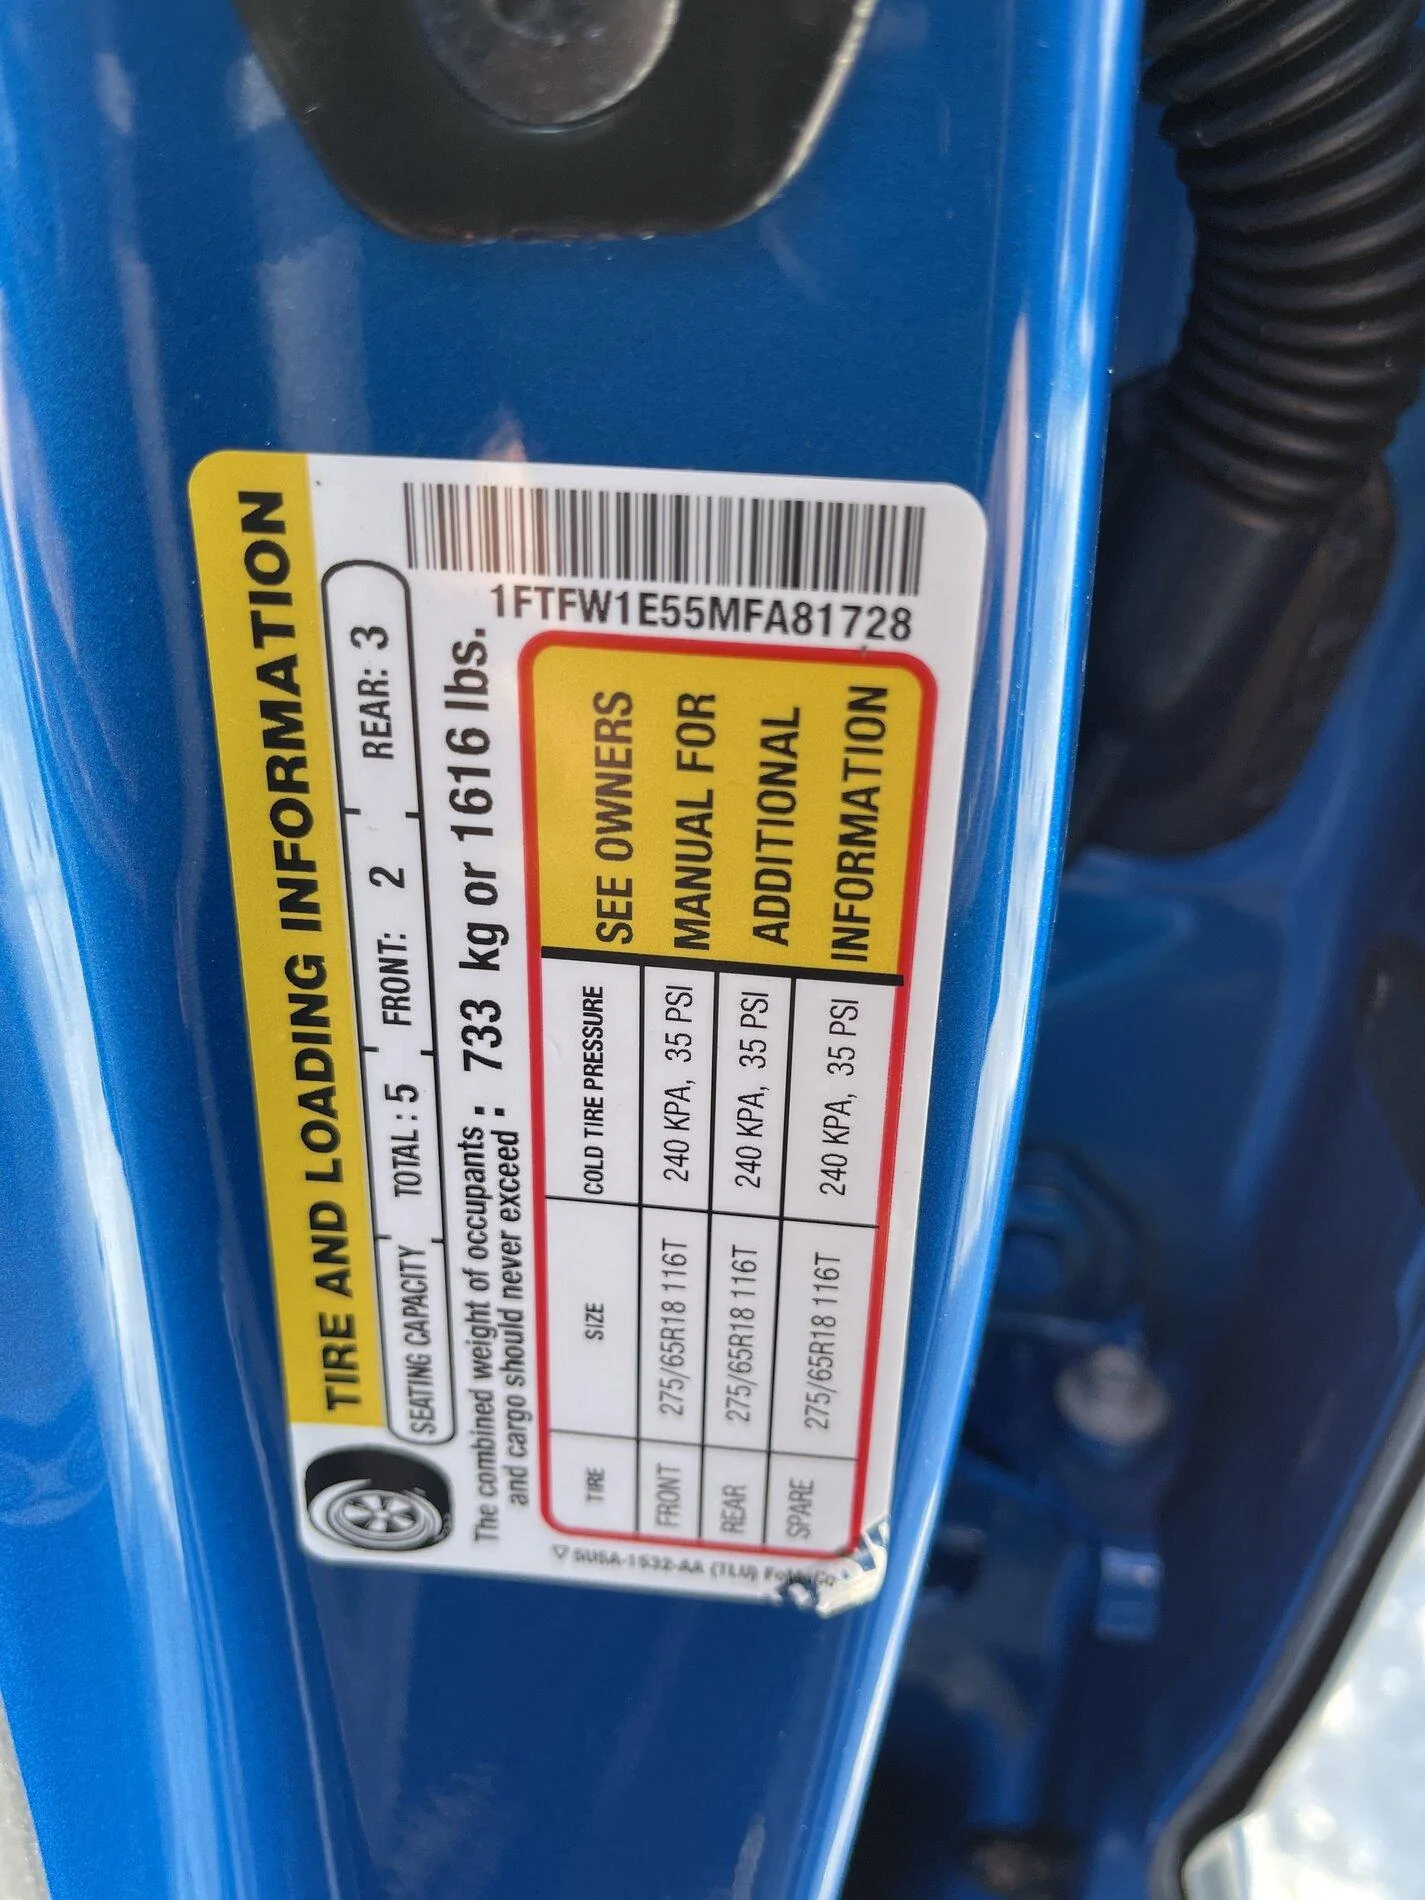 TIRE AND LOADING INFORMATION
SEATING CAPACITY TOTAL : 5 FRONT: 2 REAR: 3
The combined weight of occupants and cargo should never exceed : 733 kg or 1616 lbs.
1FTFW1E55MFA81728
TIRE SIZE COLD TIRE PRESSURE
FRONT 275/65R18 116T 240 KPA, 35 PSI
REAR 275/65R18 116T 240 KPA, 35 PSI
SPARE 275/65R18 116T 240 KPA, 35 PSI
SEE OWNERS
MANUAL FOR
ADDITIONAL
INFORMATION
1532-AA (TLU)